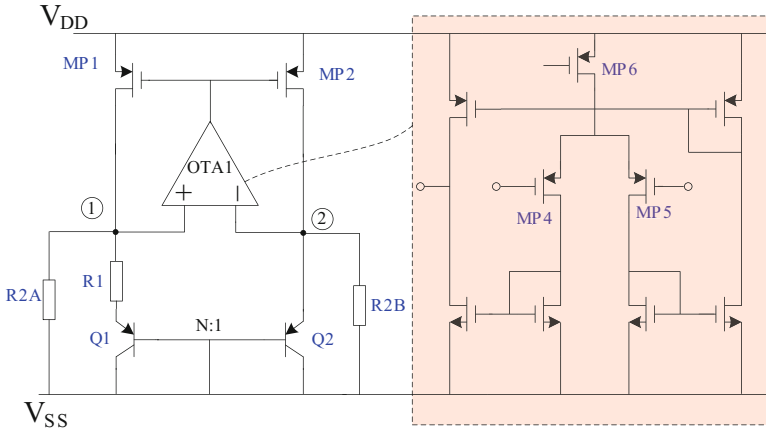 VDD
MP1
MP2
MP6
OTA1
+
−
①
②
MP4
MP5
R2A
R1
R2B
Q1
N:1
Q2
VSS